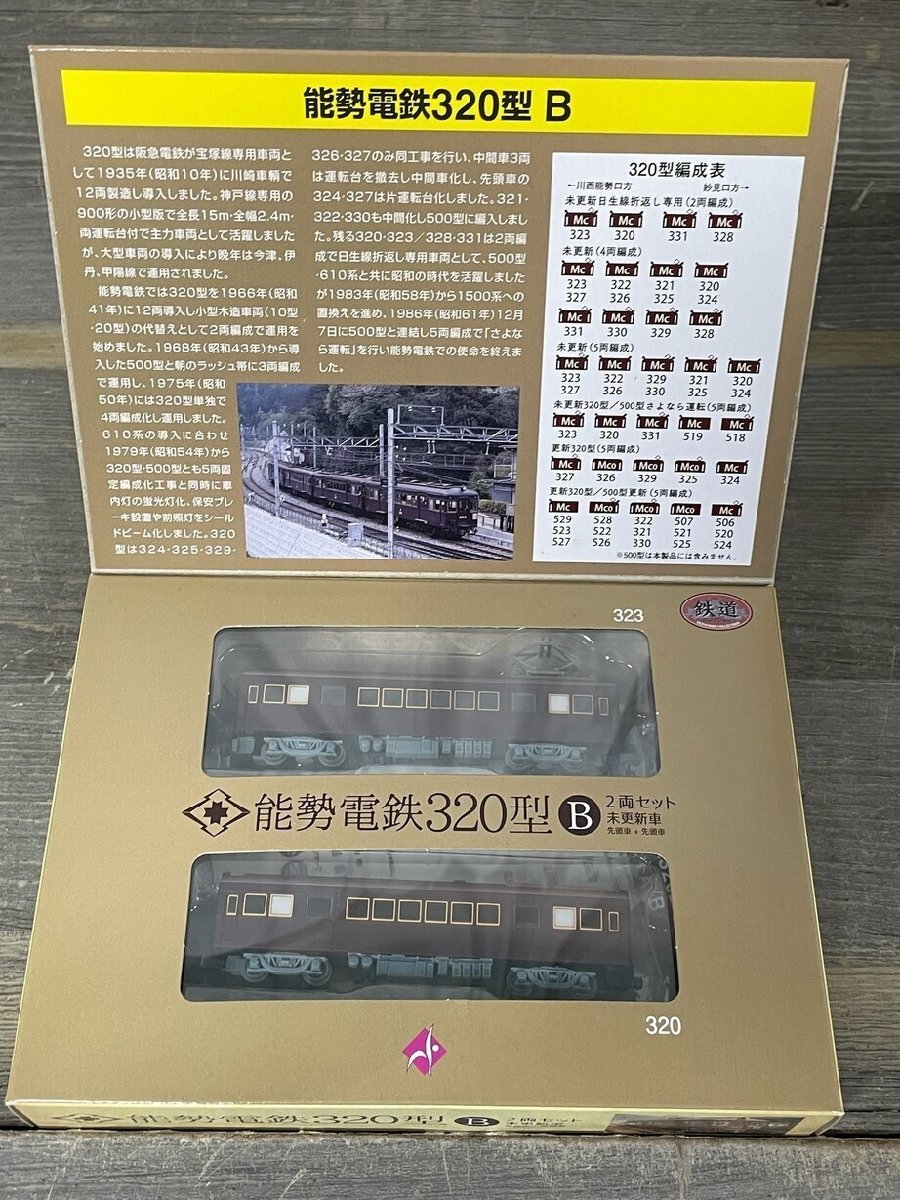 能勢電鉄320型 B
320型は阪急電鉄が宝塚線専用車両と
して1935年(昭和10年)に川崎車輌で
12両製造し導入しました。神戸線専用の
900形の小型版で全長15m・全幅2.4m・
両運転台付で主力車両として活躍しました
が、大型車両の導入により晩年は今津、伊
丹、甲陽線で運用されました。
能勢電鉄では320型を1966年(昭和
41年)に12両導入し小型木造車両(10型
・20型)の代替えとして2両編成で運用を
始めました。1968年(昭和43年)から導
入した500型と朝のラッシュ帯に3両編成
で運用し、1975年(昭和
50年)には320型単独で
4両編成化し運用しました。
610系の導入に合わせ
1979年(昭和54年)から
320型・500型とも5両固
定編成化工事と同時に車
内灯の蛍光灯化、保安ブレ
ーキ設置や前照灯をシール
ドビーム化しました。320
型は324・325・329・
326・327のみ同工事を行い、中間車3両
は運転台を撤去し中間車化し、先頭車の
324・327は片運転台化しました。321・
322・330も中間化し500型に編入しまし
た。残る320・323/328・331は2両編
成で日生線折返し専用車両として、500型
・610系と共に昭和の時代を活躍しました
が1983年(昭和58年)から1500系への
置換えを進め、1986年(昭和61年)12月
7日に500型と連結し5両編成で「さよな
ら運転」を行い能勢電鉄での使命を終えま
した。
320型編成表
←川西能勢口方 妙見口方→
未更新日生線折返し専用(2両編成)
Mc Mc Mc Mc
323 320 331 328
未更新(4両編成)
Mc Mc Mc Mc
323 322 321 320
327 326 325 324
Mc Mc Mc Mc
331 330 329 328
未更新(5両編成)
Mc Mc Mc Mc Mc
323 322 329 321 320
327 326 330 325 324
未更新320型/500型さよなら運転(5両編成)
Mc Mc Mc Mc Mc
323 320 331 519 518
更新320型(5両編成)
Mc Mco Mco Mco Mc
327 326 329 325 324
更新320型/500型更新(5両編成)
Mc Mco Mco Mco Mc
529 528 322 507 506
523 522 321 521 520
527 526 330 525 524
※500型は本製品には含みません。
323
鉄道
能勢電鉄320型 B
2両セット
未更新車
先頭車+先頭車
320
能勢電鉄320型 B
2両セット
未更新車